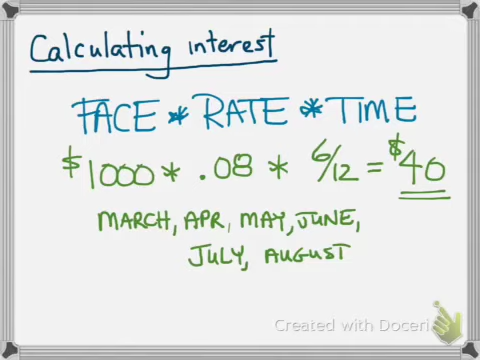 Calculating interest
FACE * RATE * TIME
$1000 * .08 * 6/12 = $40
MARCH, APR, MAY, JUNE,
JULY, AUGUST
Created with Doceri